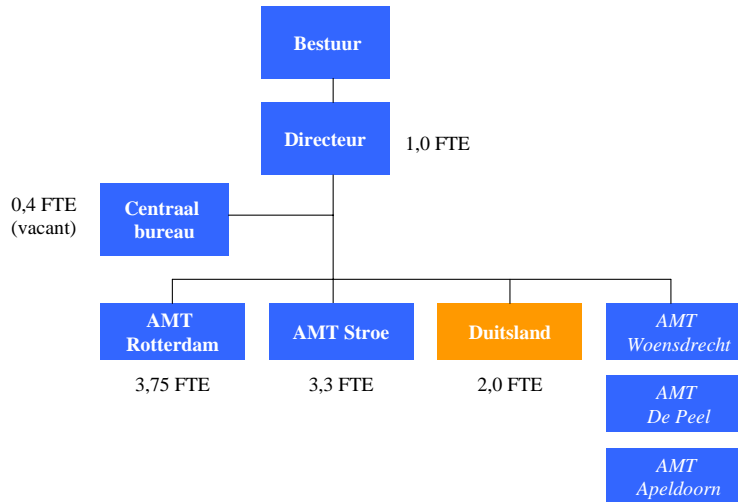 Bestuur
Directeur
1,0 FTE
0,4 FTE
(vacant)
Centraal
bureau
AMT
Rotterdam
3,75 FTE
AMT Stroe
3,3 FTE
Duitsland
2,0 FTE
AMT
Woensdrecht
AMT
De Peel
AMT
Apeldoorn